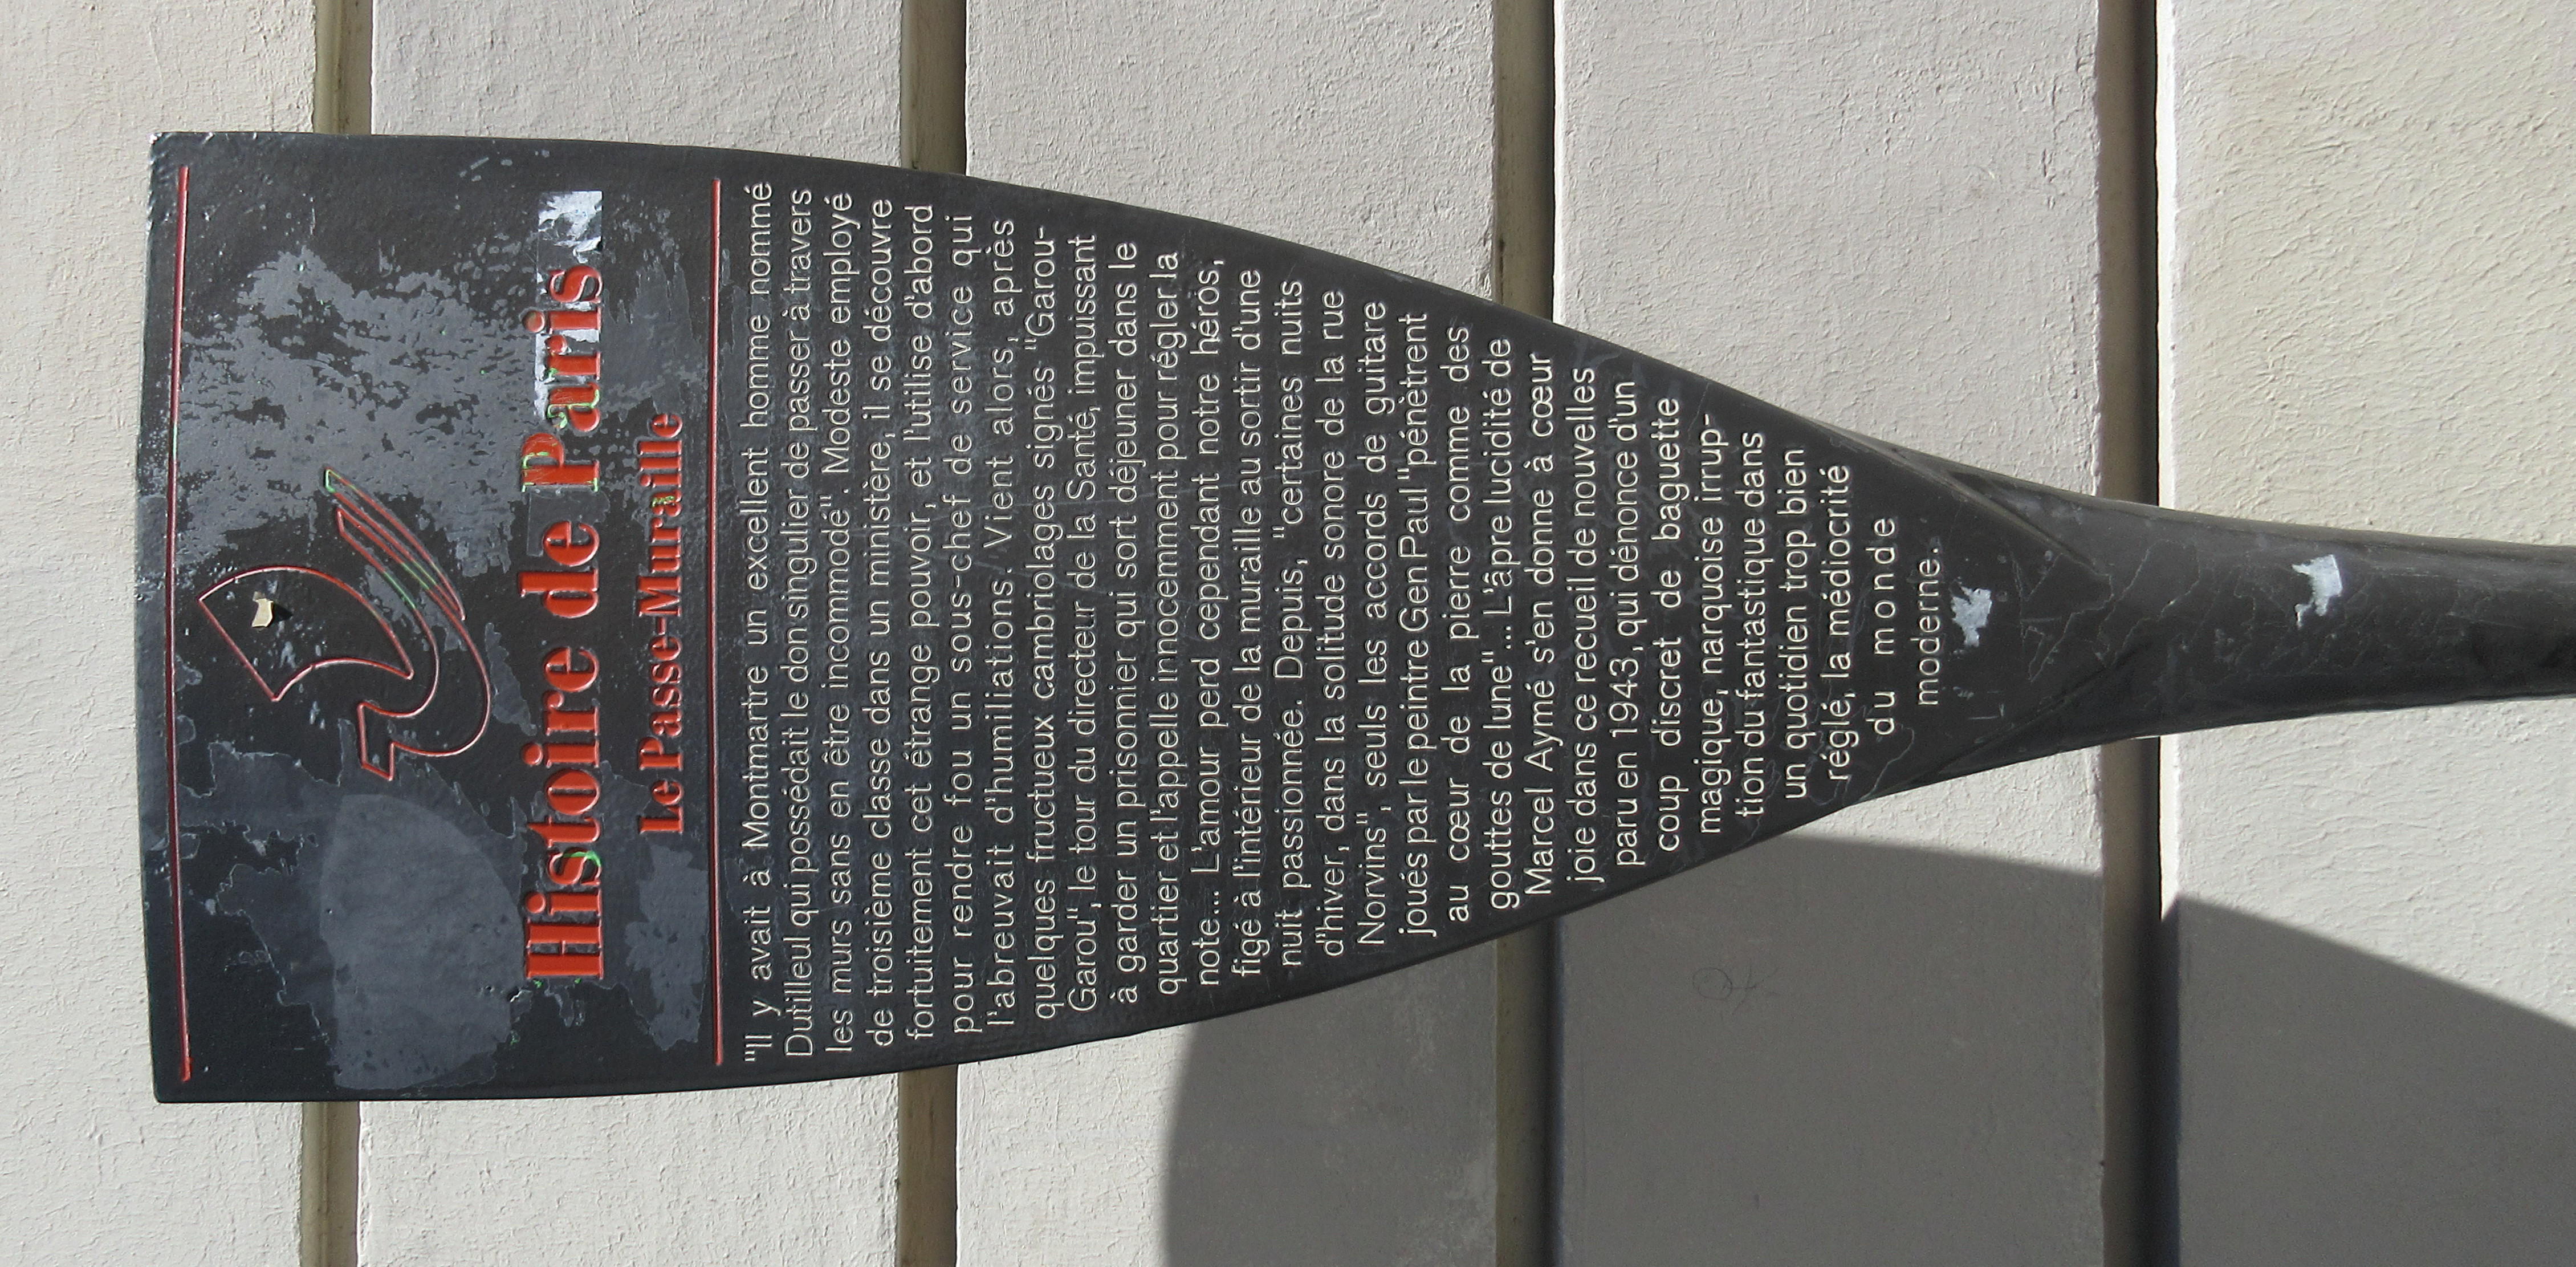 Histoire de Paris
Le Passe-Muraille
"Il y avait à Montmartre un excellent homme nommé
Dutilleul qui possédait le don singulier de passer à travers
les murs sans en être incommodé". Modeste employé
de troisième classe dans un ministère, il se découvre
fortuitement cet étrange pouvoir, et l'utilise d'abord
pour rendre fou un sous-chef de service qui
l'abreuvait d'humiliations. Vient alors, après
quelques fructueux cambriolages signés "Garou-
Garou", le tour du directeur de la Santé, impuissant
à garder un prisonnier qui sort déjeuner dans le
quartier et l'appelle innocemment pour régler la
note... L'amour perd cependant notre héros,
figé à l'intérieur de la muraille au sortir d'une
nuit passionnée. Depuis, "certaines nuits
d'hiver, dans la solitude sonore de la rue
Norvins", seuls les accords de guitare
joués par le peintre Gen Paul "pénètrent
au cœur de la pierre comme des
gouttes de lune"... L'âpre lucidité de
Marcel Aymé s'en donne à cœur
joie dans ce recueil de nouvelles
paru en 1943, qui dénonce d'un
coup discret de baguette
magique, narquoise irrup-
tion du fantastique dans
un quotidien trop bien
réglé, la médiocrité
du monde
moderne.